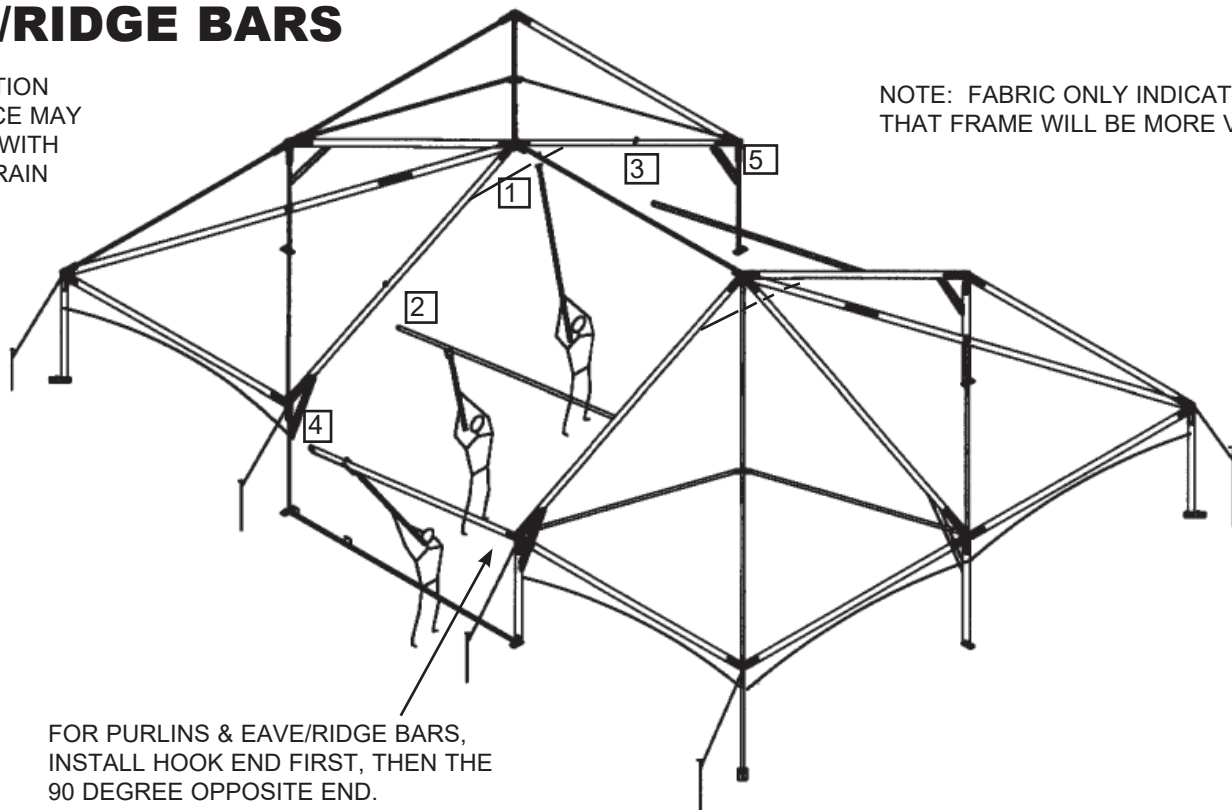 /RIDGE BARS
TION
CE MAY
WITH
RAIN
NOTE: FABRIC ONLY INDICAT
THAT FRAME WILL BE MORE V
1
3
5
2
4
FOR PURLINS & EAVE/RIDGE BARS,
INSTALL HOOK END FIRST, THEN THE
90 DEGREE OPPOSITE END.